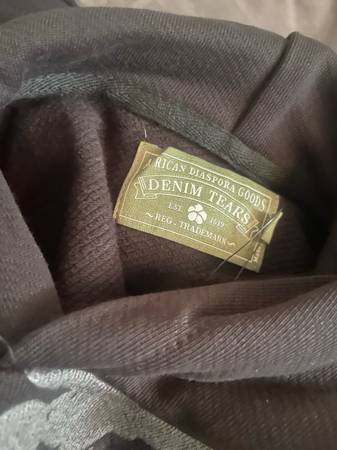 RICAN DIASPORA GOODS
DENIM TEARS
EST. 1619
~ REG - TRADEMARK ~